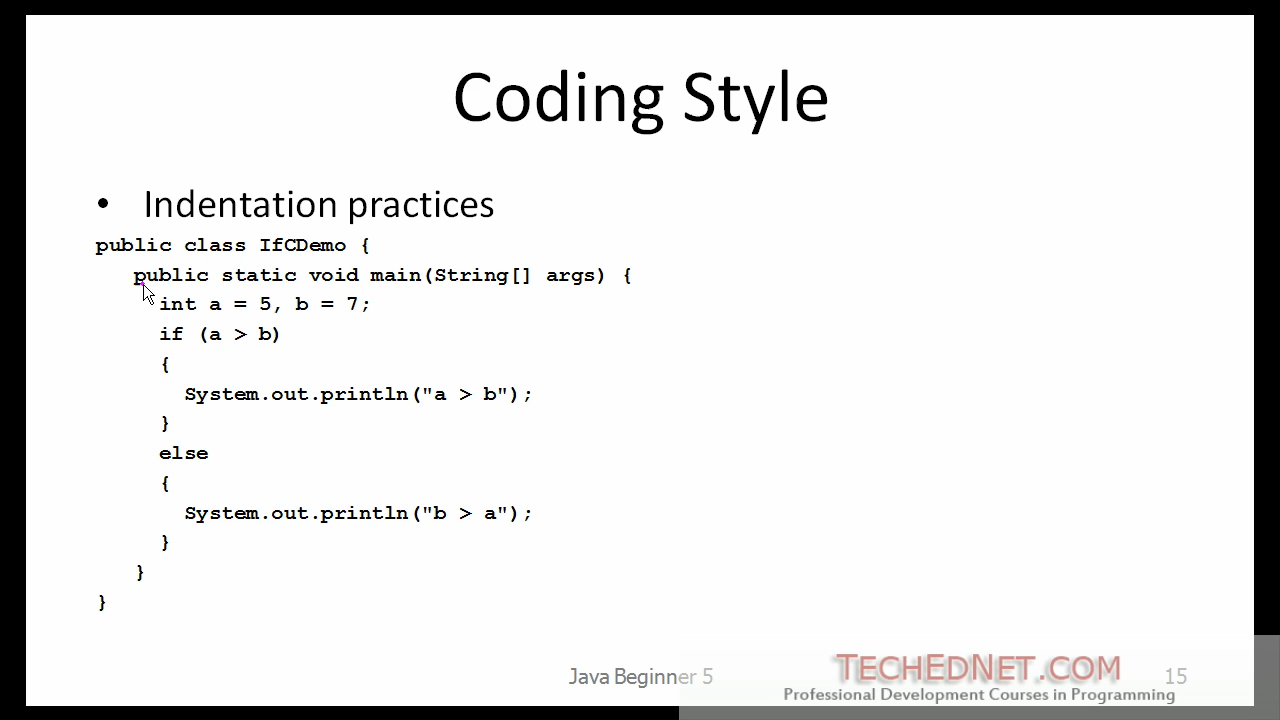 Coding Style
• Indentation practices
public class IfCDemo {
   public static void main(String[] args) {
     int a = 5, b = 7;
     if (a > b)
     {
       System.out.println("a > b");
     }
     else
     {
       System.out.println("b > a");
     }
   }
}
Java Beginner 5
TECHEDNET.COM
15
Professional Development Courses in Programming